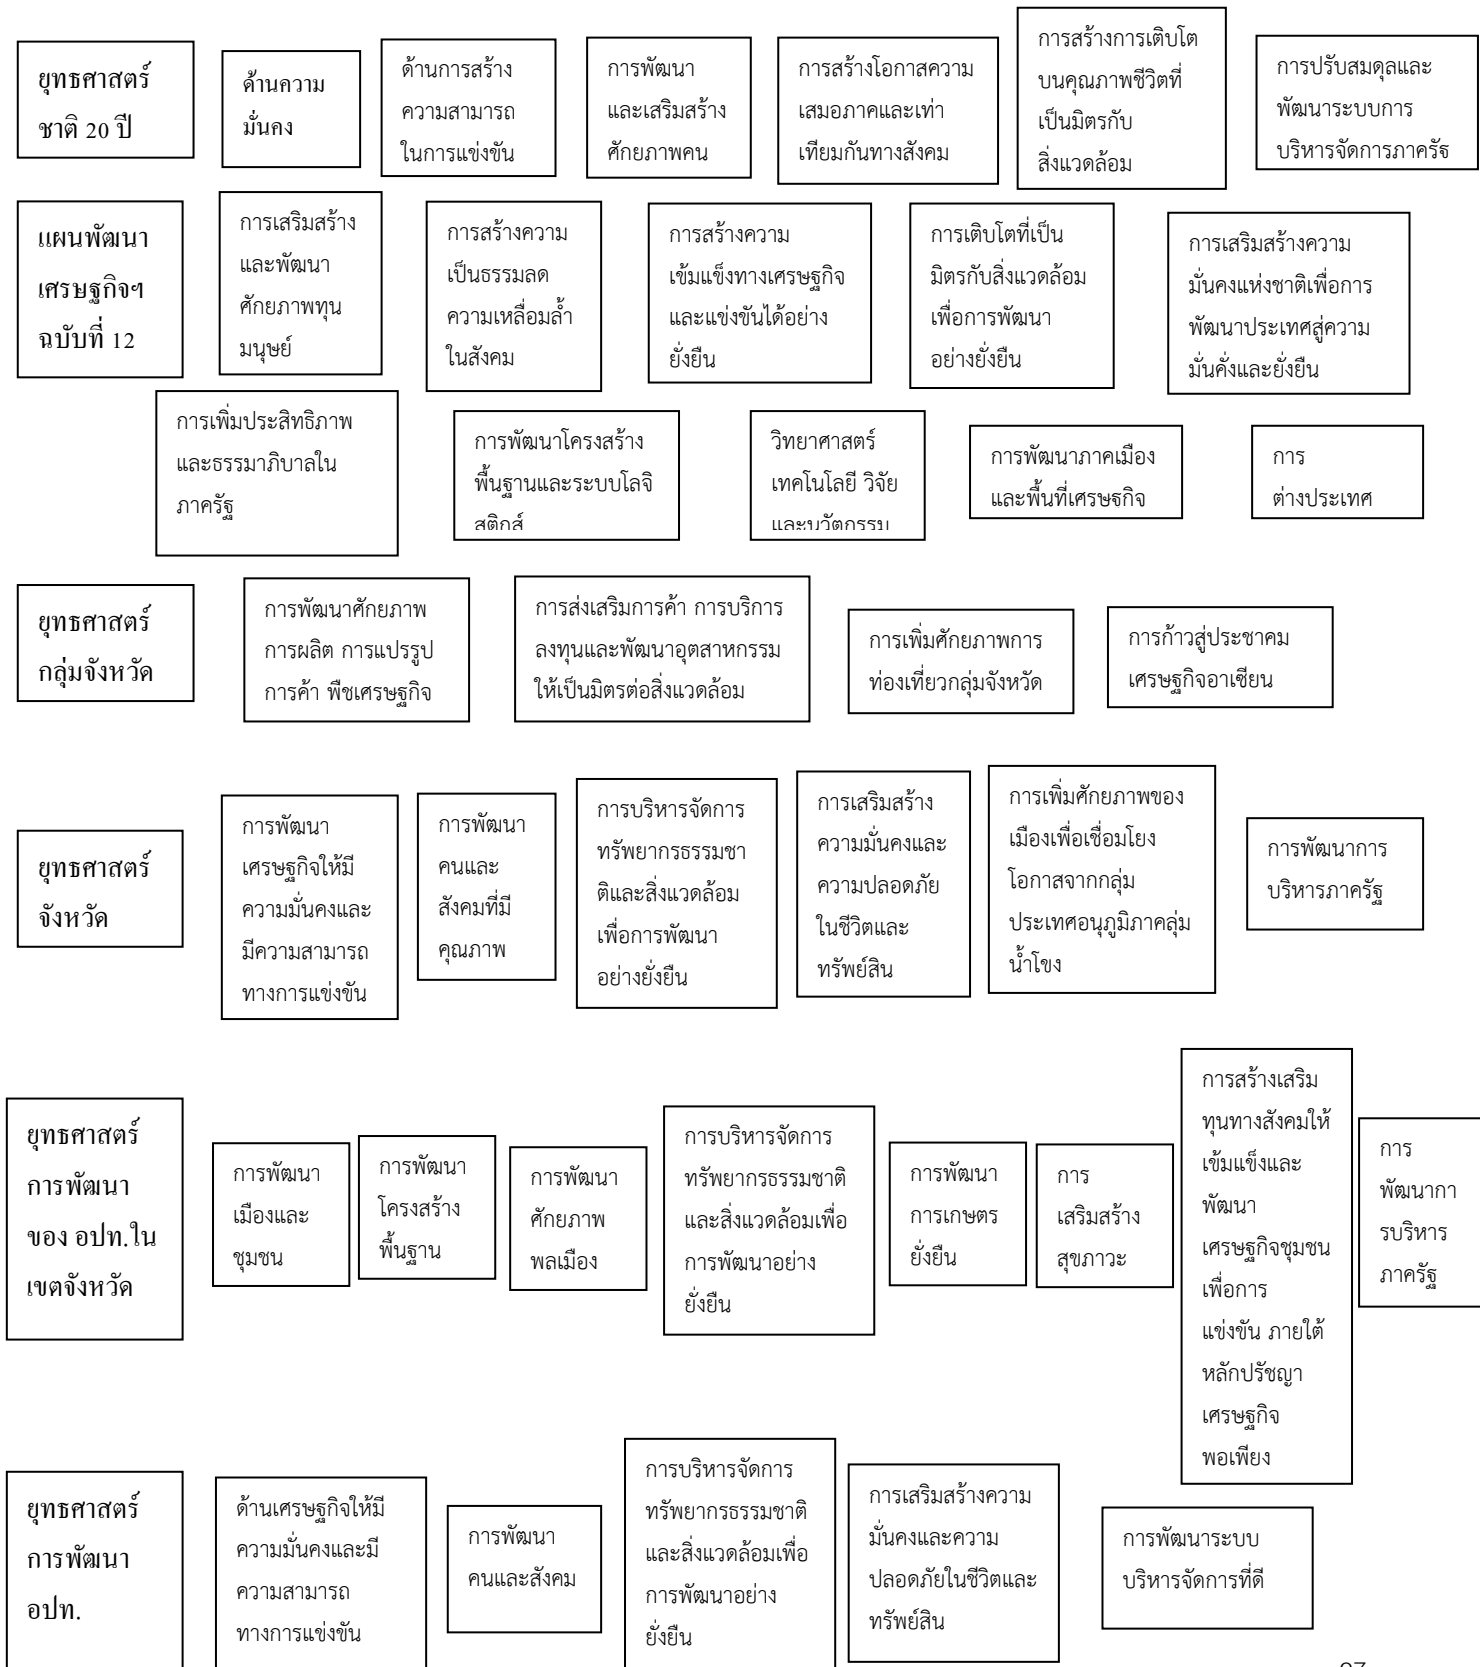 ยุทธศาสตร์
ชาติ 20 ปี
ด้านความ
มั่นคง
ด้านการสร้าง
ความสามารถ
ในการแข่งขัน
การพัฒนา
และเสริมสร้าง
ศักยภาพคน
การสร้างโอกาสความ
เสมอภาคและเท่า
เทียมกันทางสังคม
การสร้างการเติบโต
บนคุณภาพชีวิตที่
เป็นมิตรกับ
สิ่งแวดล้อม
การปรับสมดุลและ
พัฒนาระบบการ
บริหารจัดการภาครัฐ
แผนพัฒนา
เศรษฐกิจฯ
ฉบับที่ 12
การเสริมสร้าง
และพัฒนา
ศักยภาพทุน
มนุษย์
การสร้างความ
เป็นธรรมลด
ความเหลื่อมล้ำ
ในสังคม
การสร้างความ
เข้มแข็งทางเศรษฐกิจ
และแข่งขันได้อย่าง
ยั่งยืน
การเติบโตที่เป็น
มิตรกับสิ่งแวดล้อม
เพื่อการพัฒนา
อย่างยั่งยืน
การเสริมสร้างความ
มั่นคงแห่งชาติเพื่อการ
พัฒนาประเทศสู่ความ
มั่นคั่งและยั่งยืน
การเพิ่มประสิทธิภาพ
และธรรมาภิบาลใน
ภาครัฐ
การพัฒนาโครงสร้าง
พื้นฐานและระบบโลจิ
สติกส์
วิทยาศาสตร์
เทคโนโลยี วิจัย
และนวัตกรรม
การพัฒนาภาคเมือง
และพื้นที่เศรษฐกิจ
การ
ต่างประเทศ
ยุทธศาสตร์
กลุ่มจังหวัด
การพัฒนาศักยภาพ
การผลิต การแปรรูป
การค้า พืชเศรษฐกิจ
การส่งเสริมการค้า การบริการ
ลงทุนและพัฒนาอุตสาหกรรม
ให้เป็นมิตรต่อสิ่งแวดล้อม
การเพิ่มศักยภาพการ
ท่องเที่ยวกลุ่มจังหวัด
การก้าวสู่ประชาคม
เศรษฐกิจอาเซียน
ยุทธศาสตร์
จังหวัด
การพัฒนา
เศรษฐกิจให้มี
ความมั่นคงและ
มีความสามารถ
ทางการแข่งขัน
การพัฒนา
คนและ
สังคมที่มี
คุณภาพ
การบริหารจัดการ
ทรัพยากรธรรมชา
ติและสิ่งแวดล้อม
เพื่อการพัฒนา
อย่างยั่งยืน
การเสริมสร้าง
ความมั่นคงและ
ความปลอดภัย
ในชีวิตและ
ทรัพย์สิน
การเพิ่มศักยภาพของ
เมืองเพื่อเชื่อมโยง
โอกาสจากกลุ่ม
ประเทศอนุภูมิภาคลุ่ม
น้ำโขง
การพัฒนาการ
บริหารภาครัฐ
ยุทธศาสตร์
การพัฒนา
ของ อปท.ใน
เขตจังหวัด
การพัฒนา
เมืองและ
ชุมชน
การพัฒนา
โครงสร้าง
พื้นฐาน
การพัฒนา
ศักยภาพ
พลเมือง
การบริหารจัดการ
ทรัพยากรธรรมชาติ
และสิ่งแวดล้อมเพื่อ
การพัฒนาอย่าง
ยั่งยืน
การพัฒนา
การเกษตร
ยั่งยืน
การ
เสริมสร้าง
สุขภาวะ
การสร้างเสริม
ทุนทางสังคมให้
เข้มแข็งและ
พัฒนา
เศรษฐกิจชุมชน
เพื่อการ
แข่งขัน ภายใต้
หลักปรัชญา
เศรษฐกิจ
พอเพียง
การ
พัฒนากา
รบริหาร
ภาครัฐ
ยุทธศาสตร์
การพัฒนา
อปท.
ด้านเศรษฐกิจให้มี
ความมั่นคงและมี
ความสามารถ
ทางการแข่งขัน
การพัฒนา
คนและสังคม
การบริหารจัดการ
ทรัพยากรธรรมชาติ
และสิ่งแวดล้อมเพื่อ
การพัฒนาอย่าง
ยั่งยืน
การเสริมสร้างความ
มั่นคงและความ
ปลอดภัยในชีวิตและ
ทรัพย์สิน
การพัฒนาระบบ
บริหารจัดการที่ดี